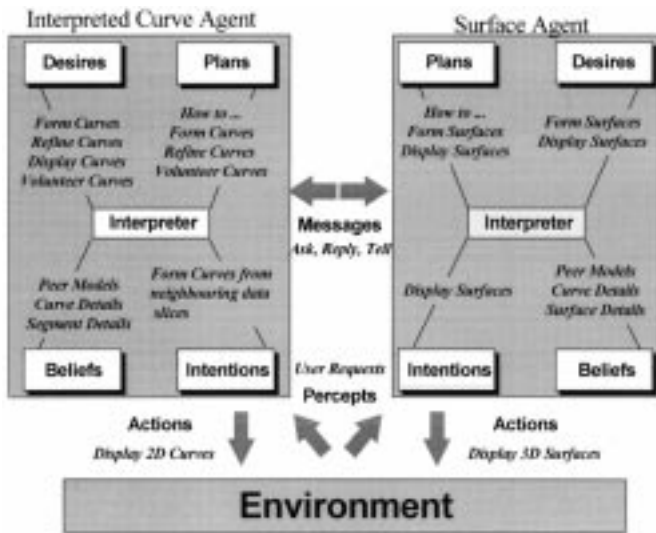 Interpreted Curve Agent
Desires
Plans
Form Curves
Refine Curves
Display Curves
Volunteer Curves
How to ...
Form Curves
Refine Curves
Volunteer Curves
Interpreter
Peer Models
Curve Details
Segment Details
Form Curves from
neighbouring data
slices
Beliefs
Intentions
Messages
Ask, Reply, Tell
User Requests
Percepts
Surface Agent
Plans
Desires
How to ...
Form Surfaces
Display Surfaces
Form Surfaces
Display Surfaces
Interpreter
Display Surfaces
Peer Models
Curve Details
Surface Details
Intentions
Beliefs
Actions
Display 2D Curves
Actions
Display 3D Surfaces
Environment